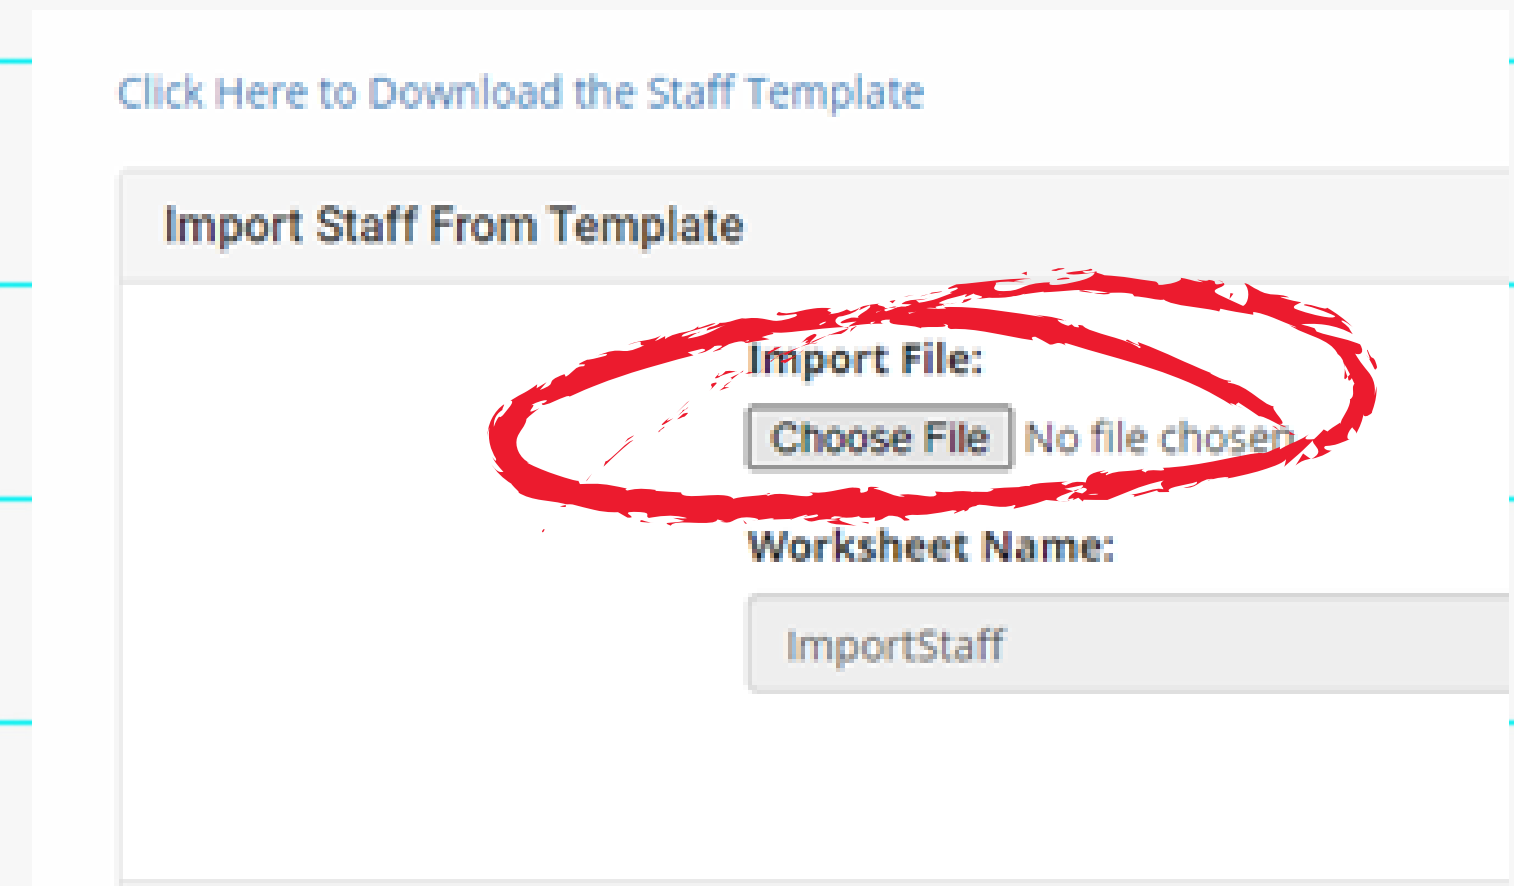 Click Here to Download the Staff Template
Import Staff From Template
Import File:
Choose File No file chosen
Worksheet Name:
ImportStaff